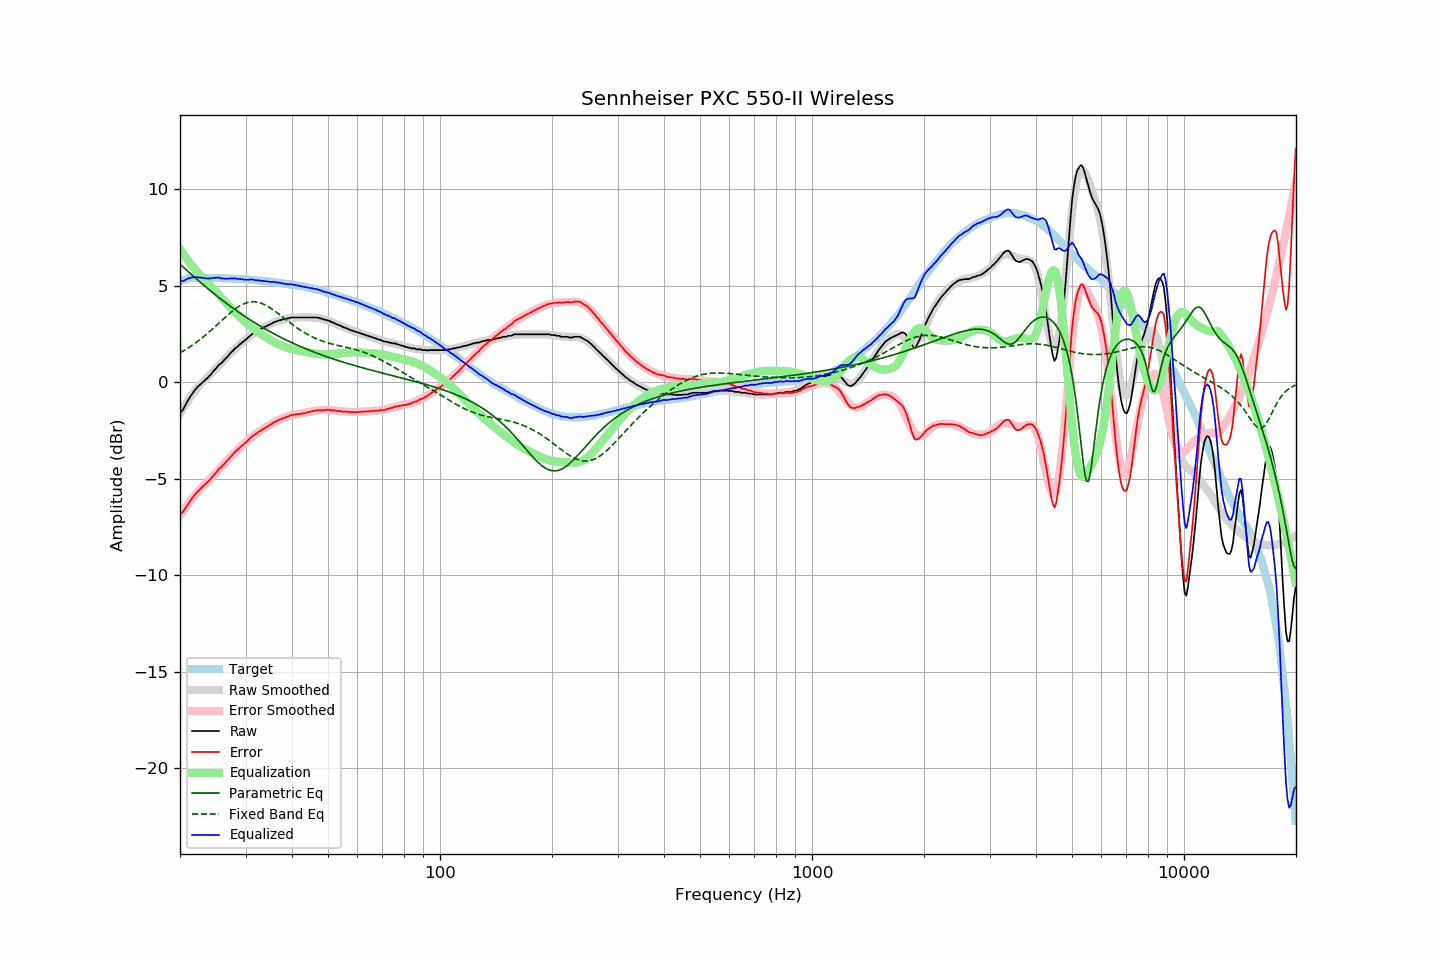 Sennheiser PXC 550-II Wireless
Amplitude (dBr)
10
5
0
−5
−10
−15
−20
Target
Raw Smoothed
Error Smoothed
Raw
Error
Equalization
Parametric Eq
Fixed Band Eq
Equalized
100
1000
10000
Frequency (Hz)